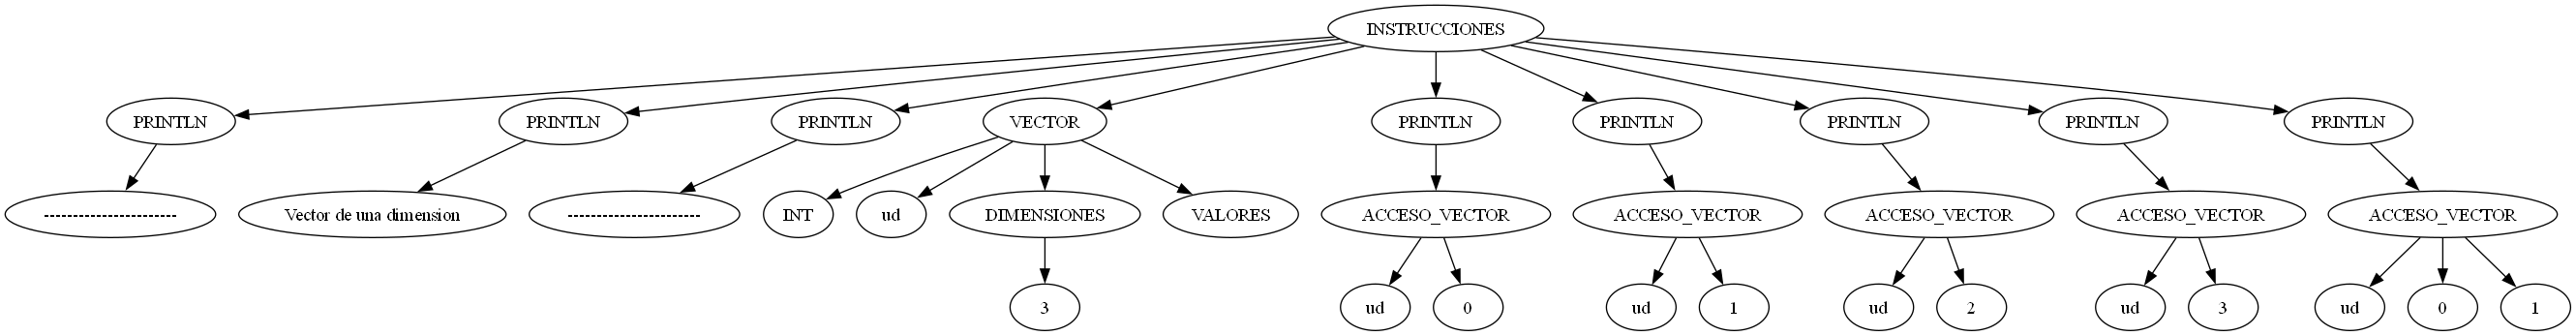 INSTRUCCIONES
PRINTLN PRINTLN PRINTLN VECTOR PRINTLN PRINTLN PRINTLN PRINTLN PRINTLN
------------------------ Vector de una dimension ------------------------ INT ud DIMENSIONES VALORES ACCESO_VECTOR ACCESO_VECTOR ACCESO_VECTOR ACCESO_VECTOR ACCESO_VECTOR
3 ud 0 ud 1 ud 2 ud 3 ud 0 1